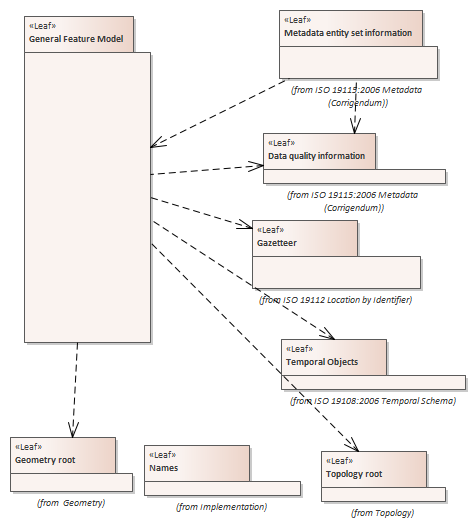 «Leaf»
General Feature Model
«Leaf»
Metadata entity set information
(from ISO 19115:2006 Metadata
(Corrigendum))
«Leaf»
Data quality information
(from ISO 19115:2006 Metadata
(Corrigendum))
«Leaf»
Gazetteer
(from ISO 19112 Location by Identifier)
«Leaf»
Temporal Objects
(from ISO 19108:2006 Temporal Schema)
«Leaf»
Geometry root
(from  Geometry)
«Leaf»
Names
(from Implementation)
«Leaf»
Topology root
(from Topology)